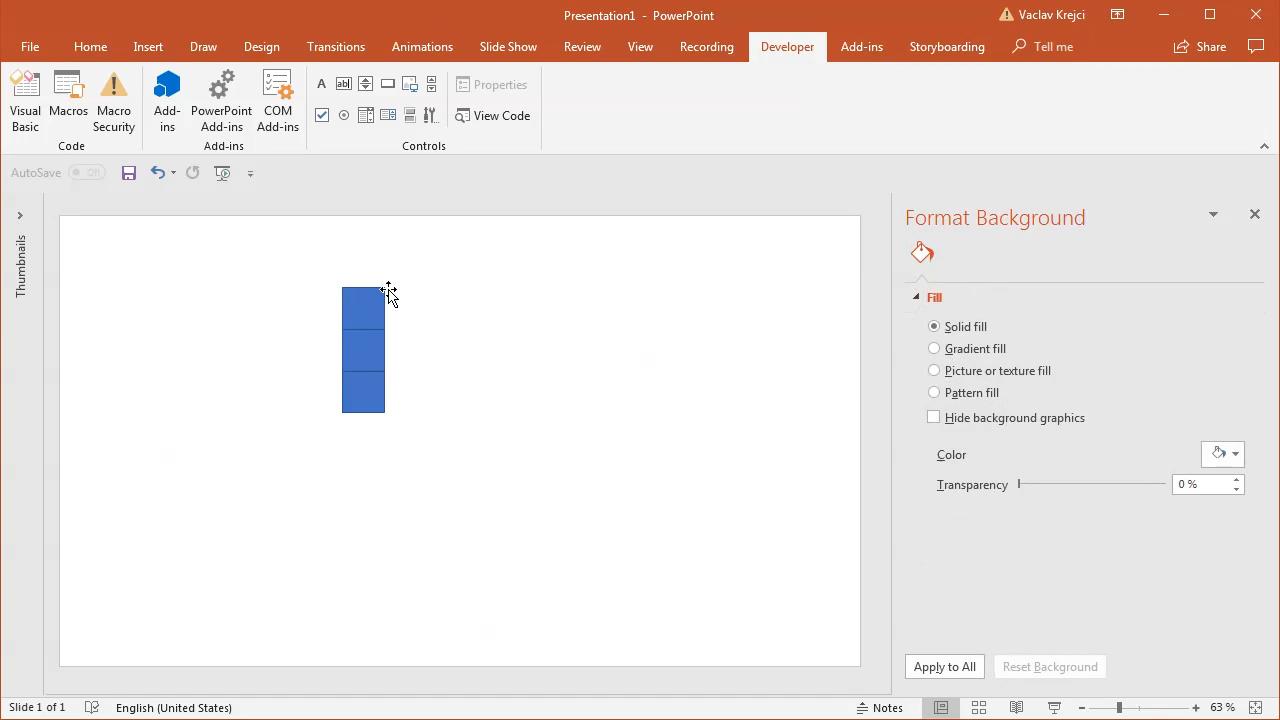 Presentation1 - PowerPoint
Vaclav Krejci
File Home Insert Draw Design Transitions Animations Slide Show Review View Recording Developer Add-ins Storyboarding Tell me Share
Visual Basic
Macros
Macro Security
Code
Add-ins
PowerPoint Add-ins
COM Add-ins
Add-ins
A
ab
Properties
View Code
Controls
AutoSave Off
Thumbnails
Format Background
Fill
Solid fill
Gradient fill
Picture or texture fill
Pattern fill
Hide background graphics
Color
Transparency 0 %
Apply to All Reset Background
Slide 1 of 1 English (United States) Notes 63 %